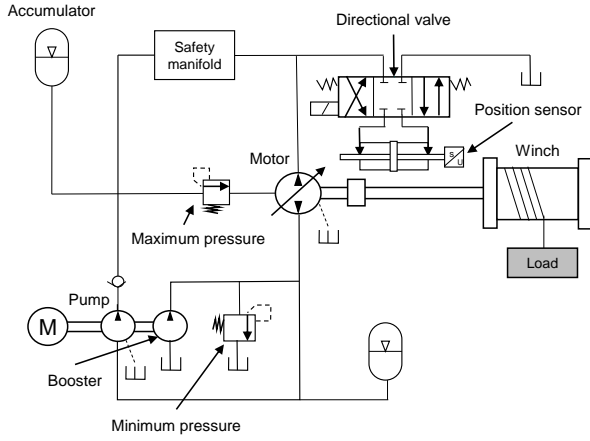 Accumulator
Directional valve
Safety
manifold
Position sensor
S
U
Motor
Winch
Maximum pressure
Load
Pump
M
Booster
Minimum pressure